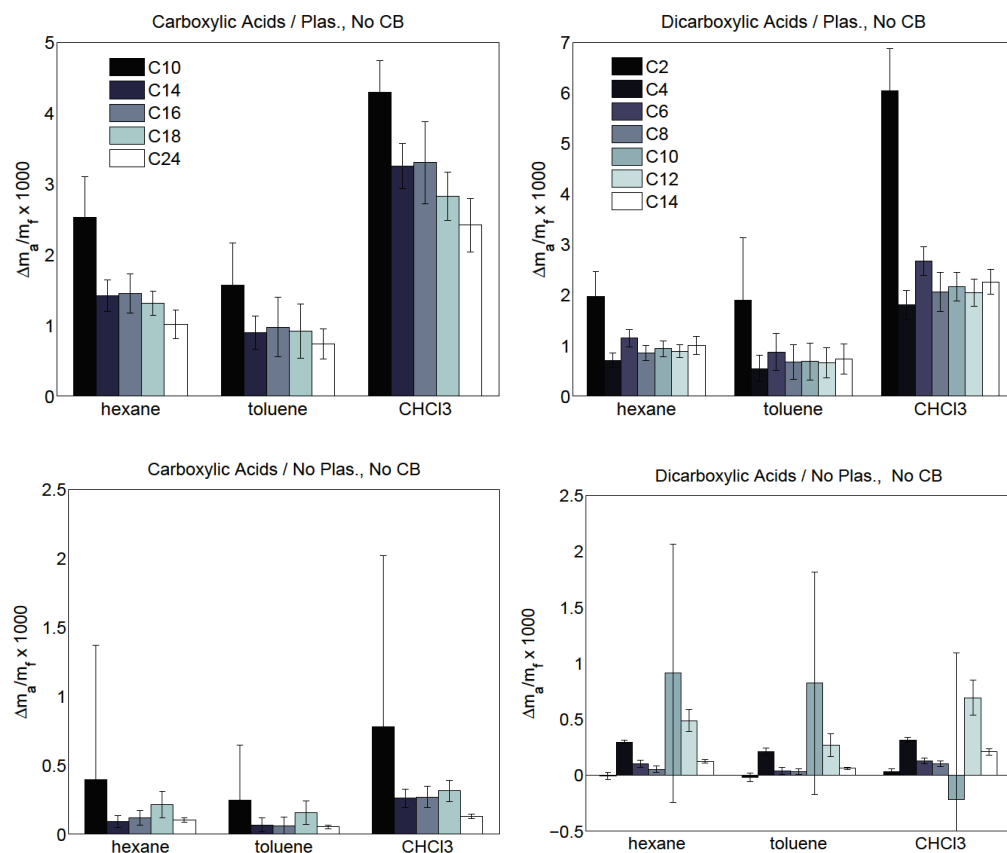 Carboxylic Acids / Plas., No CB
5
4
3
2
1
0
Δmₐ/m_f x 1000
C10
C14
C16
C18
C24
hexane
toluene
CHCl3
Dicarboxylic Acids / Plas., No CB
7
6
5
4
3
2
1
0
Δmₐ/m_f x 1000
C2
C4
C6
C8
C10
C12
C14
hexane
toluene
CHCl3
Carboxylic Acids / No Plas., No CB
2.5
2
1.5
1
0.5
0
Δmₐ/m_f x 1000
hexane
toluene
CHCl3
Dicarboxylic Acids / No Plas.,  No CB
2.5
2
1.5
1
0.5
0
−0.5
Δmₐ/m_f x 1000
hexane
toluene
CHCl3